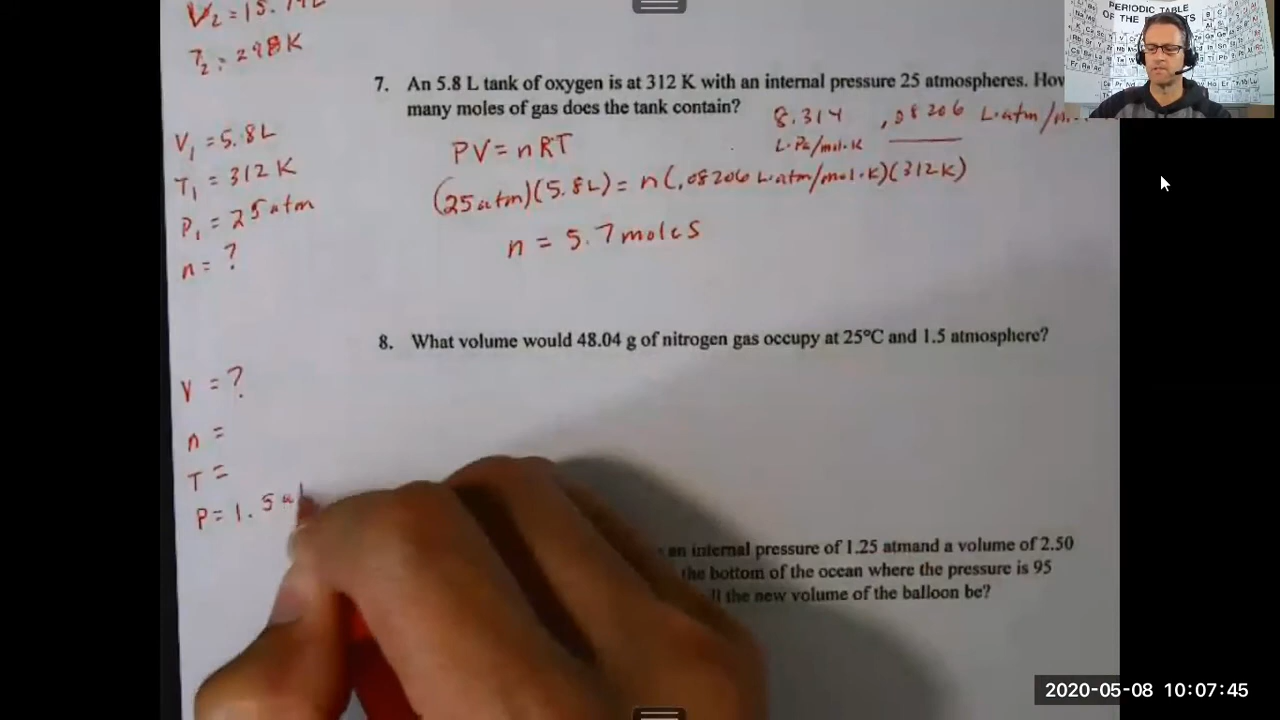 V2 = 15.
T2 = 298K
PERIODIC TABLE
OF THE
7. An 5.8 L tank of oxygen is at 312 K with an internal pressure 25 atmospheres. How
many moles of gas does the tank contain?
8.314 , .08206 L·atm/
L·Pa/mol·K
V1 = 5.8L
T1 = 312 K
P1 = 25 atm
n = ?
PV = nRT
(25 atm)(5.8L) = n(.08206 L·atm/mol·K)(312K)
n = 5.7 moles
8. What volume would 48.04 g of nitrogen gas occupy at 25°C and 1.5 atmosphere?
V = ?
n =
T =
P = 1.5 a
an internal pressure of 1.25 atmand a volume of 2.50
the bottom of the ocean where the pressure is 95
the new volume of the balloon be?
2020-05-08 10:07:45